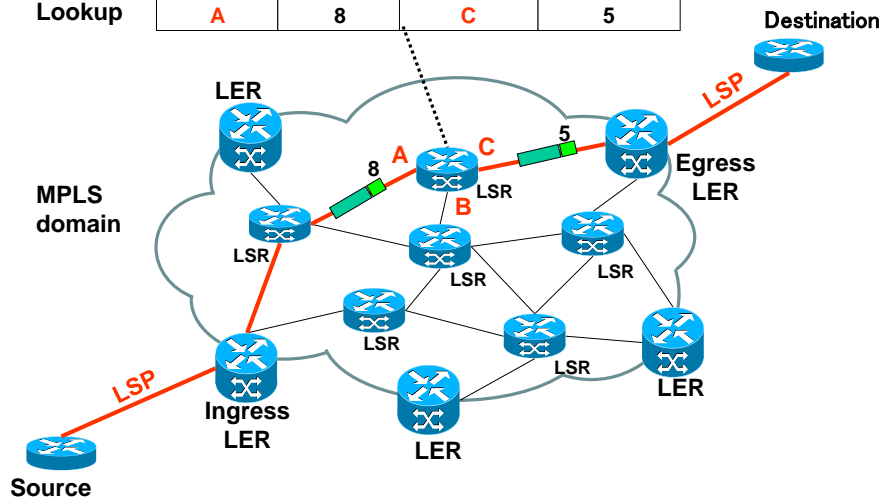 Lookup A 8 C 5
Destination
LER
LSP
5
A
C
8
Egress
LER
LSR
MPLS
domain
B
LSR
LSR
LSR
LSR
LSR
LSP
Ingress
LER
LER
LER
Source